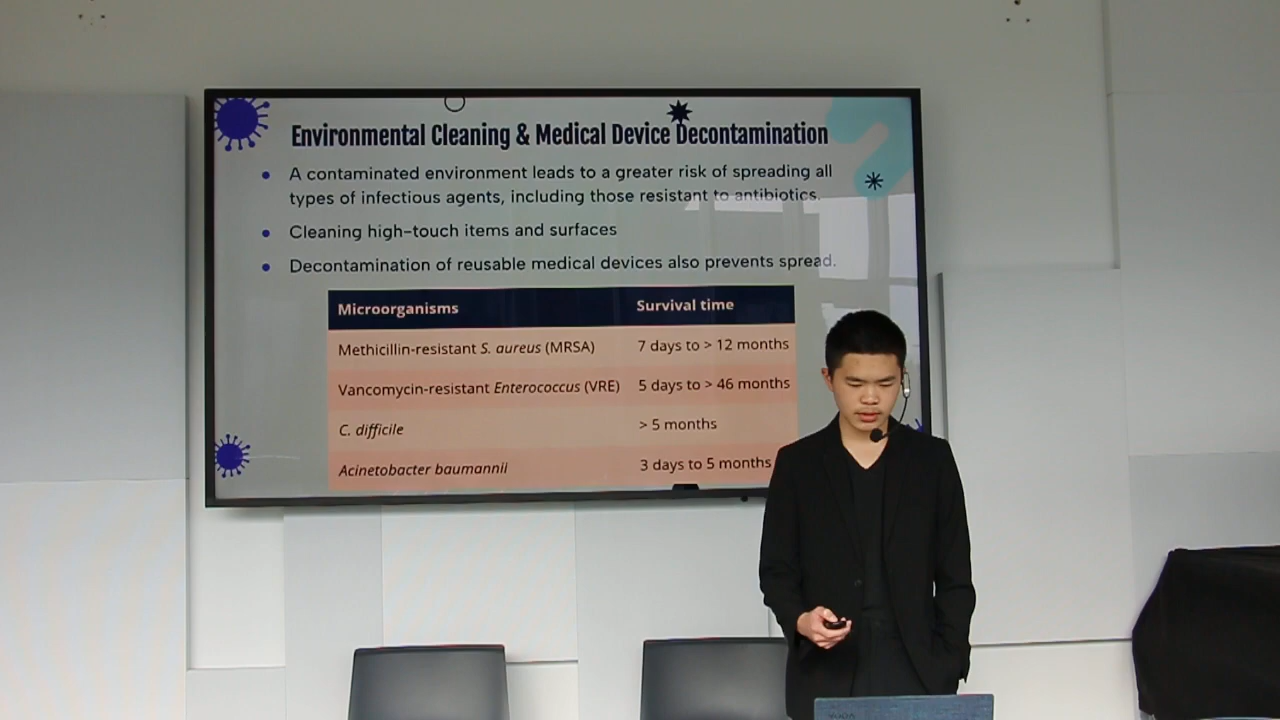 Environmental Cleaning & Medical Device Decontamination
A contaminated environment leads to a greater risk of spreading all
types of infectious agents, including those resistant to antibiotics.
Cleaning high-touch items and surfaces
Decontamination of reusable medical devices also prevents spread.
Microorganisms Survival time
Methicillin-resistant S. aureus (MRSA) 7 days to > 12 months
Vancomycin-resistant Enterococcus (VRE) 5 days to > 46 months
C. difficile > 5 months
Acinetobacter baumannii 3 days to 5 months